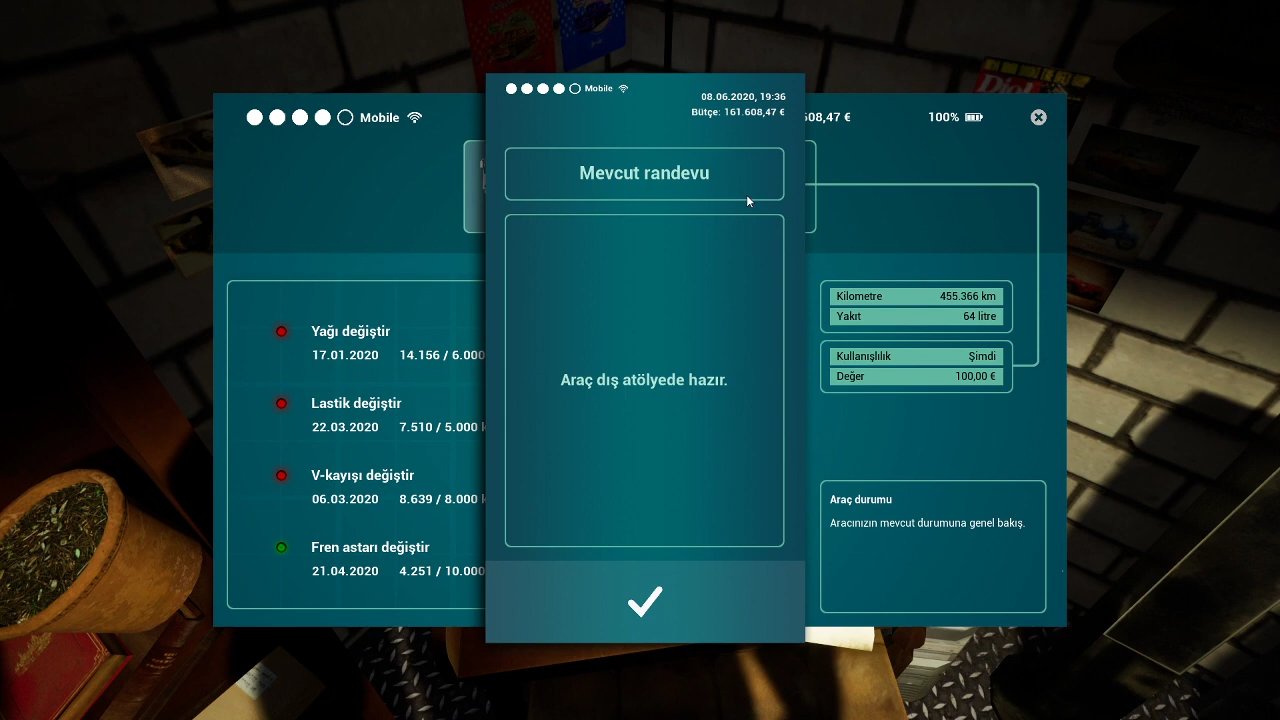 Mobile
08.06.2020, 19:36
Bütçe: 161.608,47 €
Mevcut randevu
Araç dış atölyede hazır.
Mobile
608,47 €
100%
Yağı değiştir
17.01.2020 14.156 / 6.000
Lastik değiştir
22.03.2020 7.510 / 5.000
V-kayışı değiştir
06.03.2020 8.639 / 8.000
Fren astarı değiştir
21.04.2020 4.251 / 10.000
Kilometre 455.366 km
Yakıt 64 litre
Kullanışlılık Şimdi
Değer 100,00 €
Araç durumu
Aracınızın mevcut durumuna genel bakış.